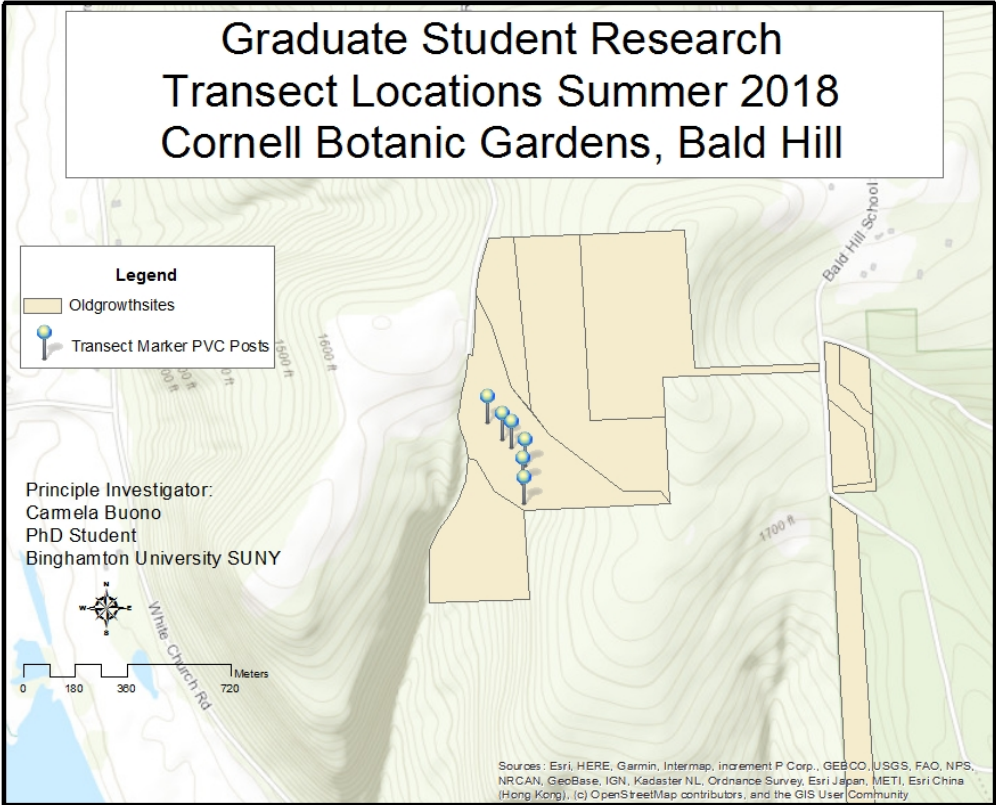 Graduate Student Research
Transect Locations Summer 2018
Cornell Botanic Gardens, Bald Hill
Bald Hill School
Legend
Oldgrowthsites
Transect Marker PVC Posts
1500 ft
1600 ft
00 ft
0 ft
Principle Investigator:
Carmela Buono
PhD Student
Binghamton University SUNY
1700 ft
N
W E
S
White Church Rd
Meters
0 180 360 720
Sources: Esri, HERE, Garmin, Intermap, increment P Corp., GEBCO, USGS, FAO, NPS,
NRCAN, GeoBase, IGN, Kadaster NL, Ordnance Survey, Esri Japan, METI, Esri China
(Hong Kong), (c) OpenStreetMap contributors, and the GIS User Community